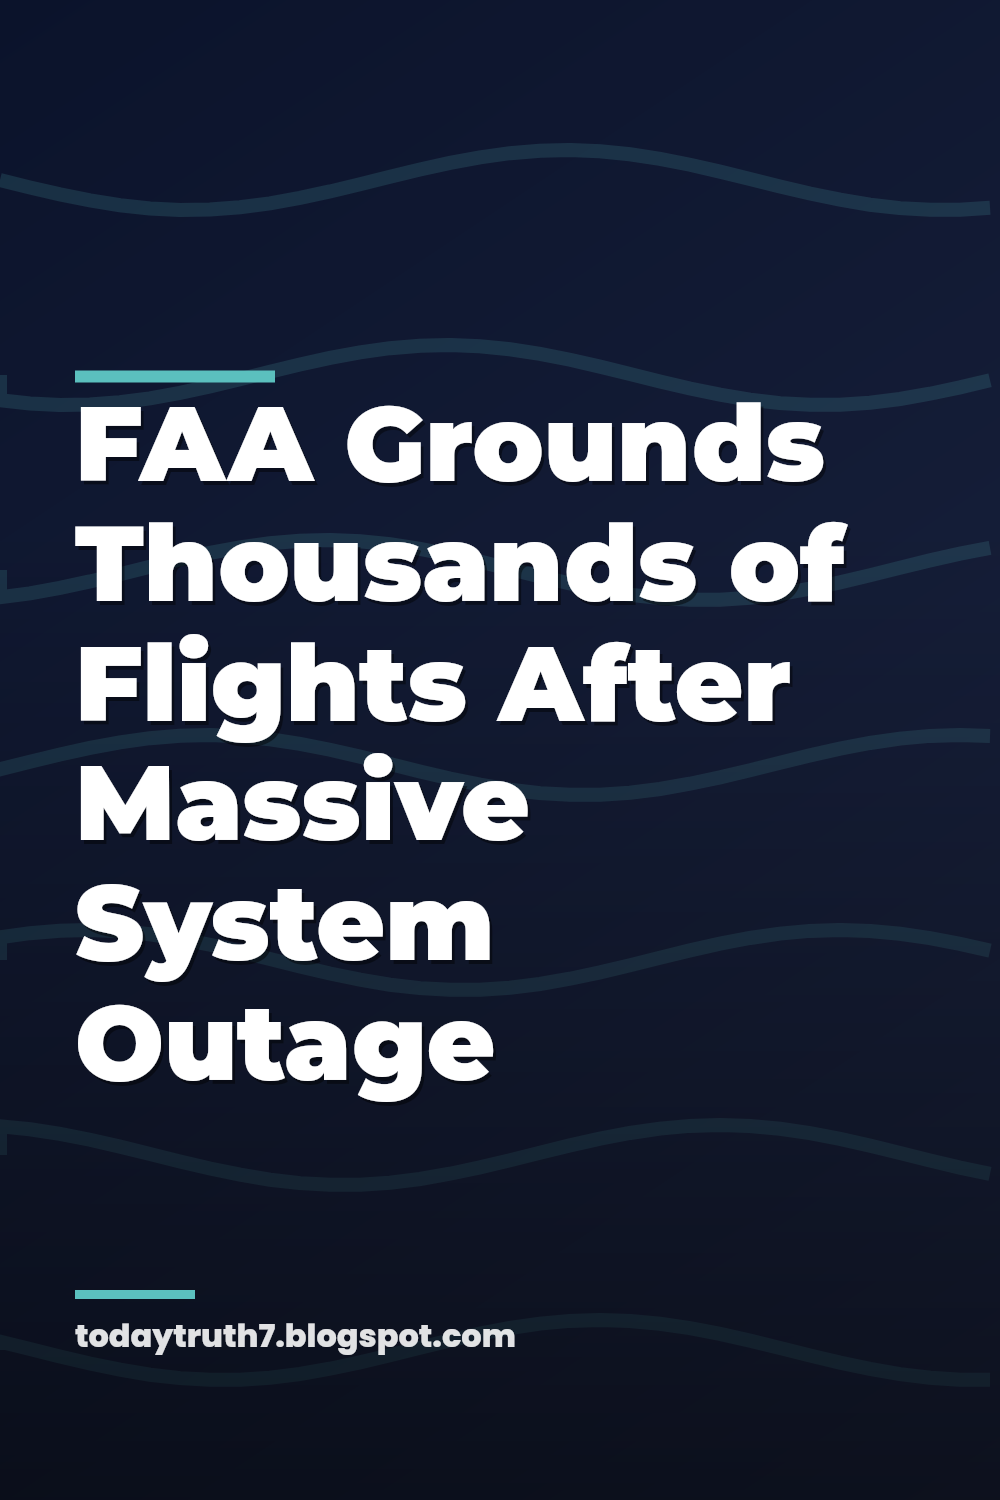 FAA Grounds
Thousands of
Flights After
Massive
System
Outage
todaytruth7.blogspot.com